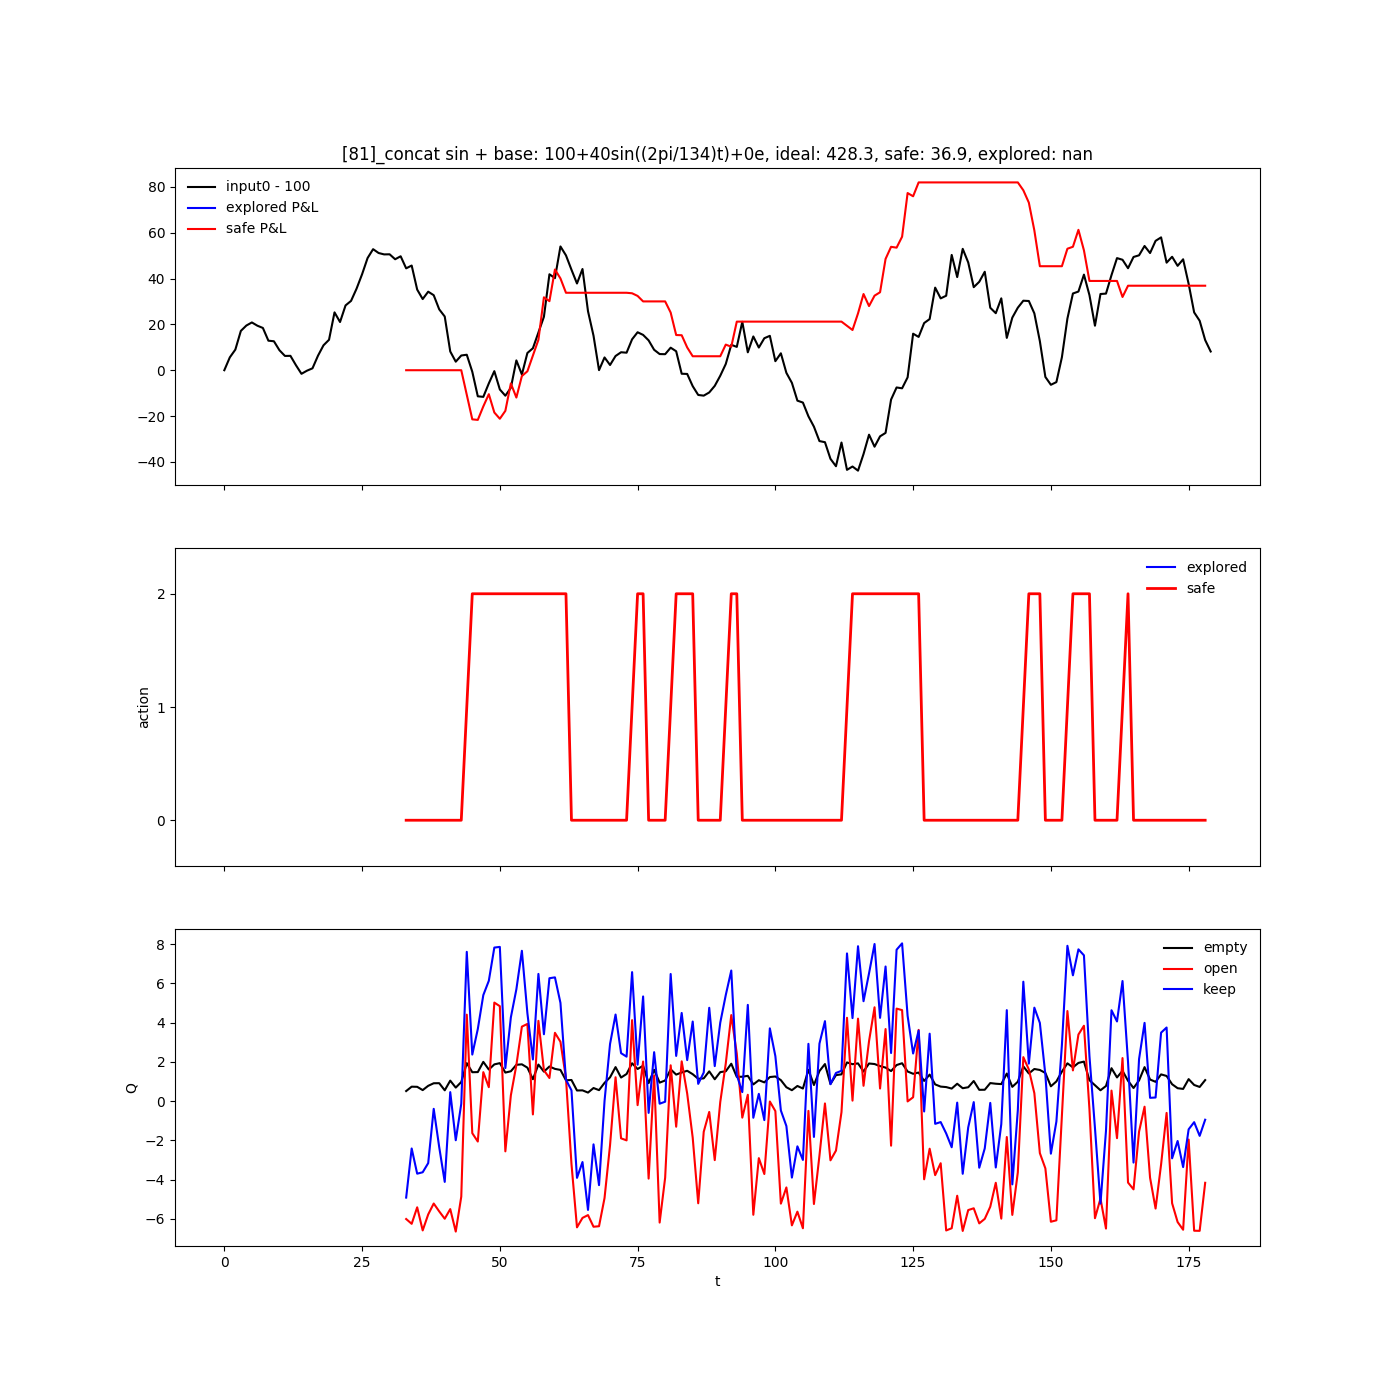 [81]_concat sin + base: 100+40sin((2pi/134)t)+0e, ideal: 428.3, safe: 36.9, explored: nan
input0 - 100
explored P&L
safe P&L
80
60
40
20
0
−20
−40
explored
safe
2
1
0
action
empty
open
keep
8
6
4
2
0
−2
−4
−6
Q
0
25
50
75
100
125
150
175
t